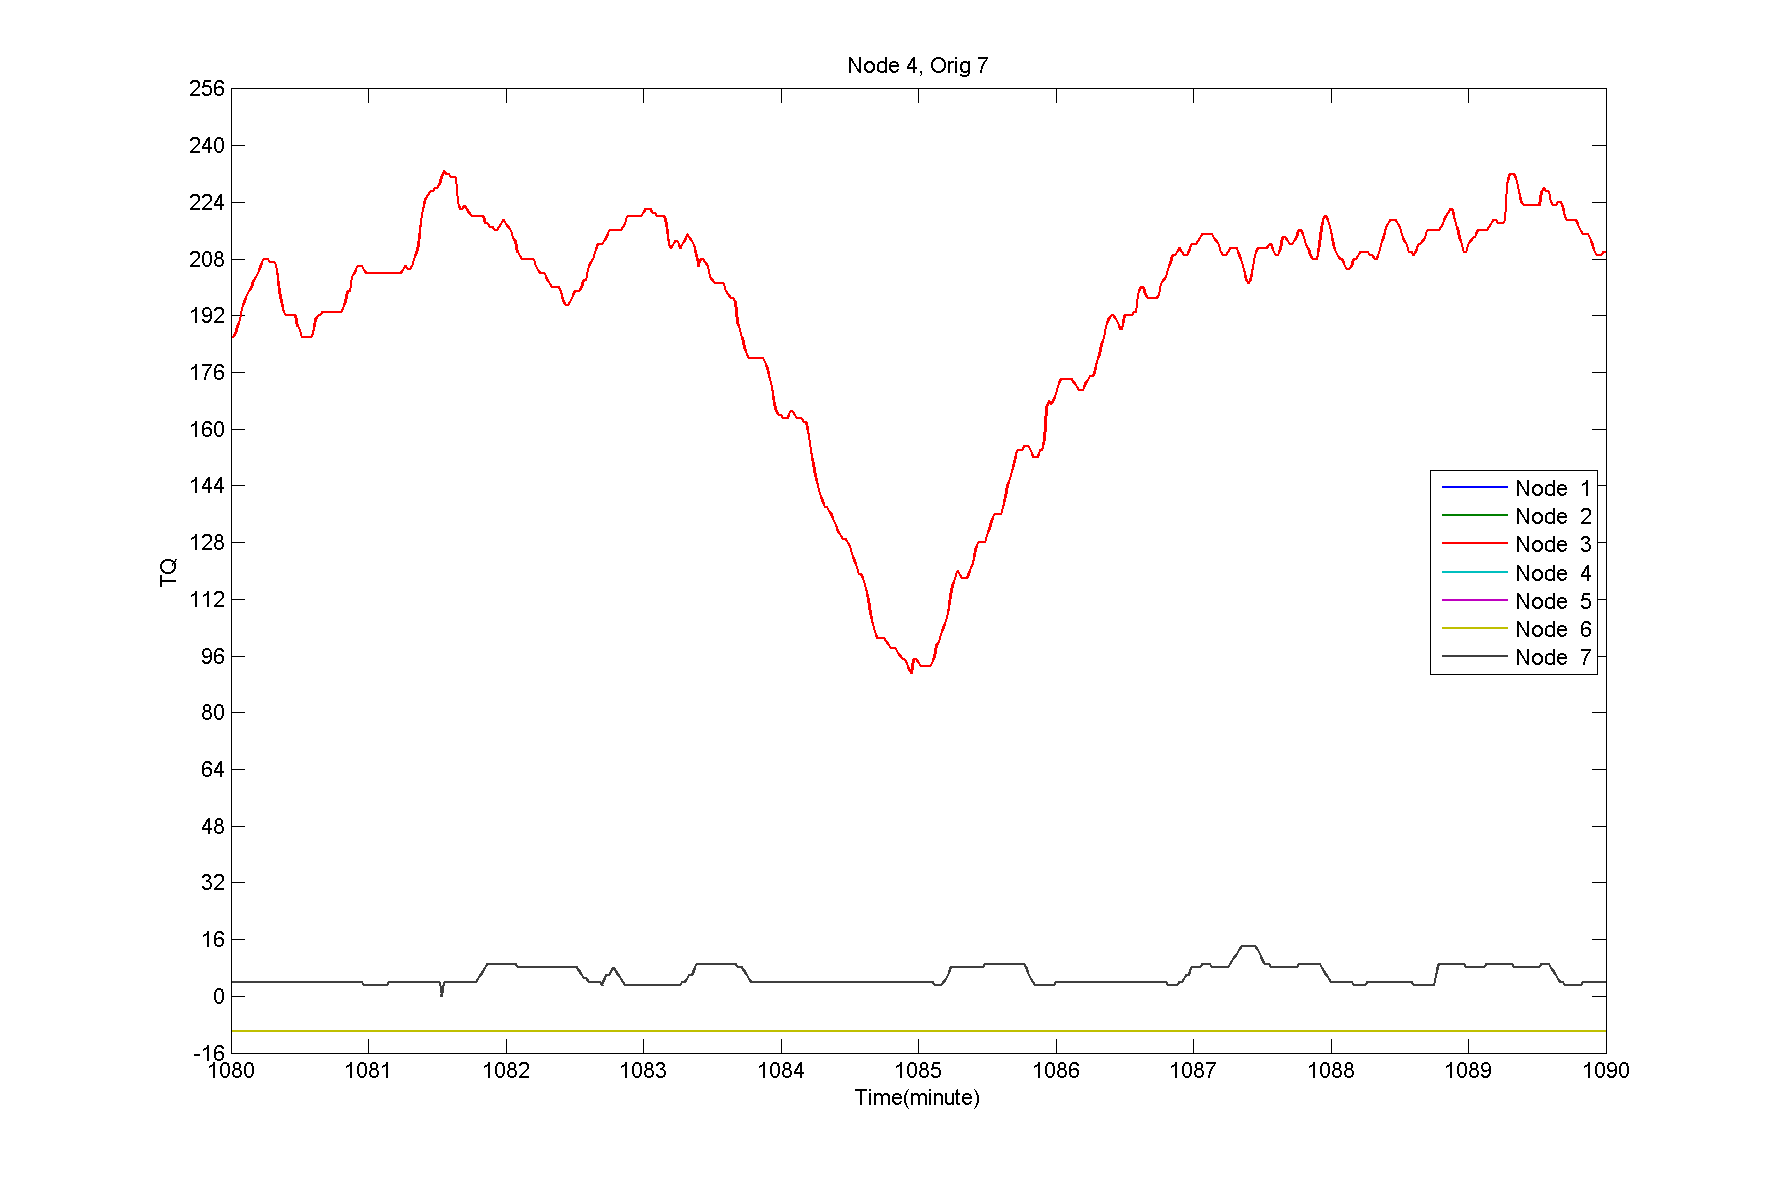 Node 4, Orig 7
256
240
224
208
192
176
160
144
128
112
96
80
64
48
32
16
0
-16
TQ
Node 1
Node 2
Node 3
Node 4
Node 5
Node 6
Node 7
1080 1081 1082 1083 1084 1085 1086 1087 1088 1089 1090
Time(minute)